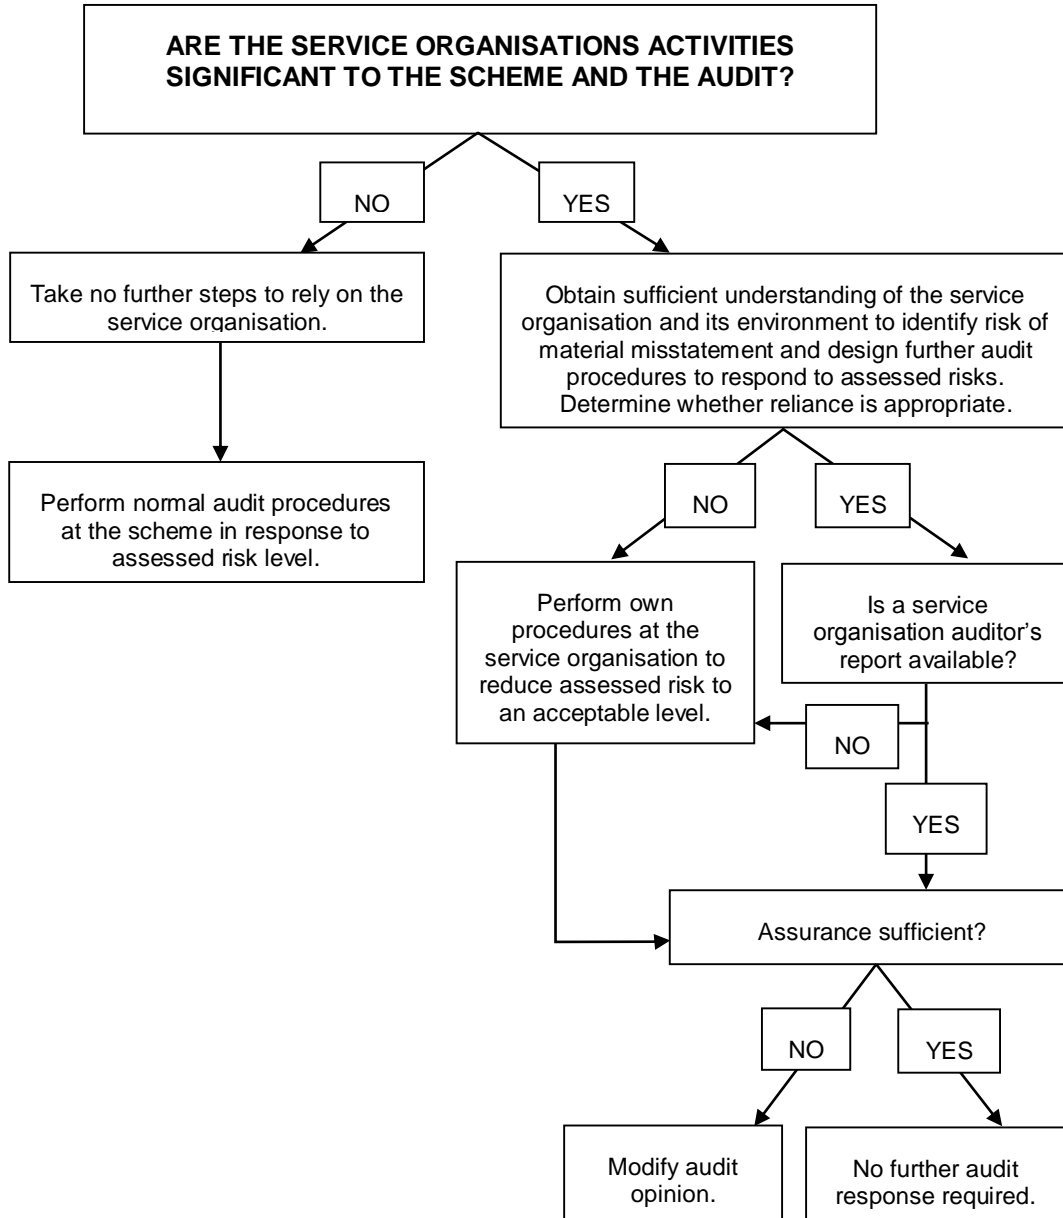 ARE THE SERVICE ORGANISATIONS ACTIVITIES
SIGNIFICANT TO THE SCHEME AND THE AUDIT?
NO
YES
Take no further steps to rely on the
service organisation.
Obtain sufficient understanding of the service
organisation and its environment to identify risk of
material misstatement and design further audit
procedures to respond to assessed risks.
Determine whether reliance is appropriate.
Perform normal audit procedures
at the scheme in response to
assessed risk level.
NO
YES
Perform own
procedures at the
service organisation to
reduce assessed risk to
an acceptable level.
Is a service
organisation auditor's
report available?
NO
YES
Assurance sufficient?
NO
YES
Modify audit
opinion.
No further audit
response required.